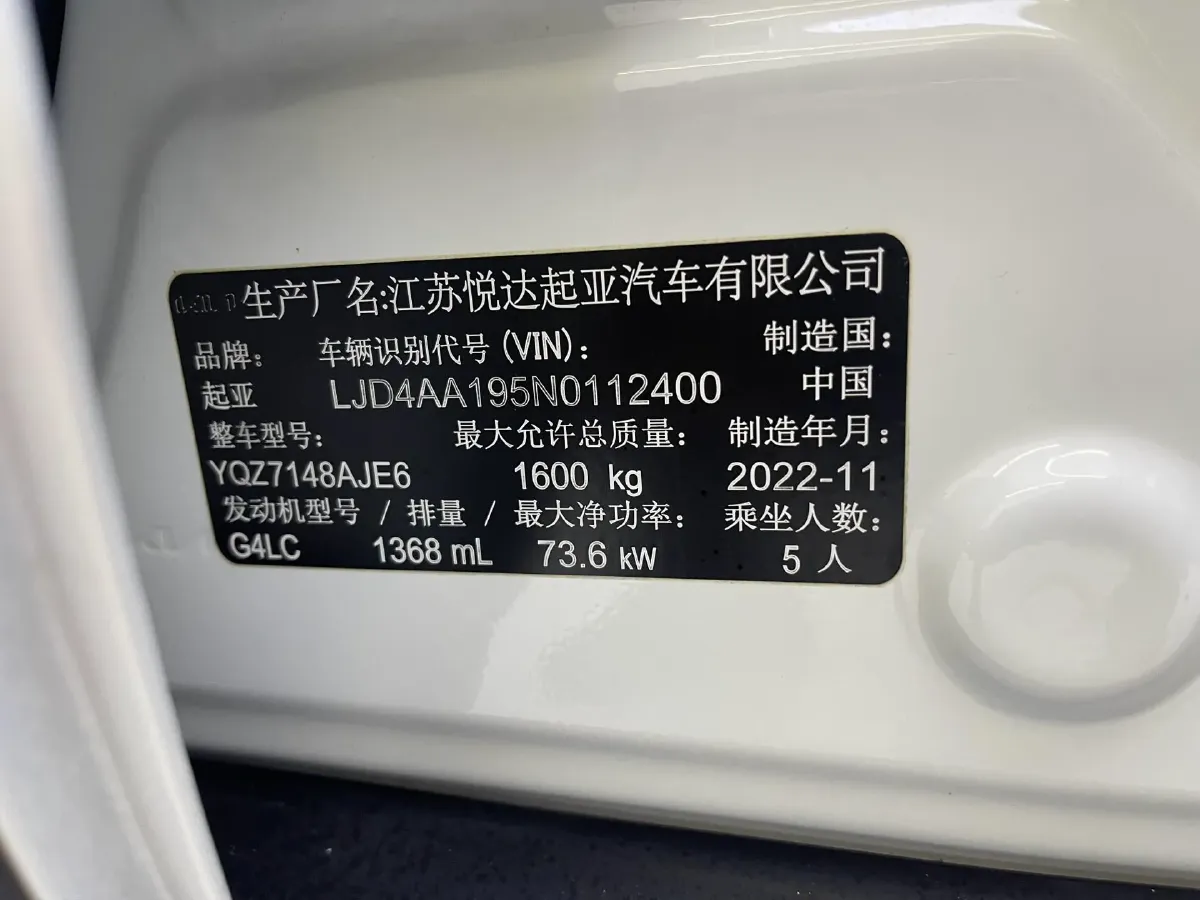 生产厂名:江苏悦达起亚汽车有限公司
品牌: 车辆识别代号(VIN): 制造国:
起亚 LJD4AA195N0112400 中国
整车型号: 最大允许总质量: 制造年月:
YQZ7148AJE6 1600 kg 2022-11
发动机型号 / 排量 / 最大净功率: 乘坐人数:
G4LC 1368 mL 73.6 kW 5 人